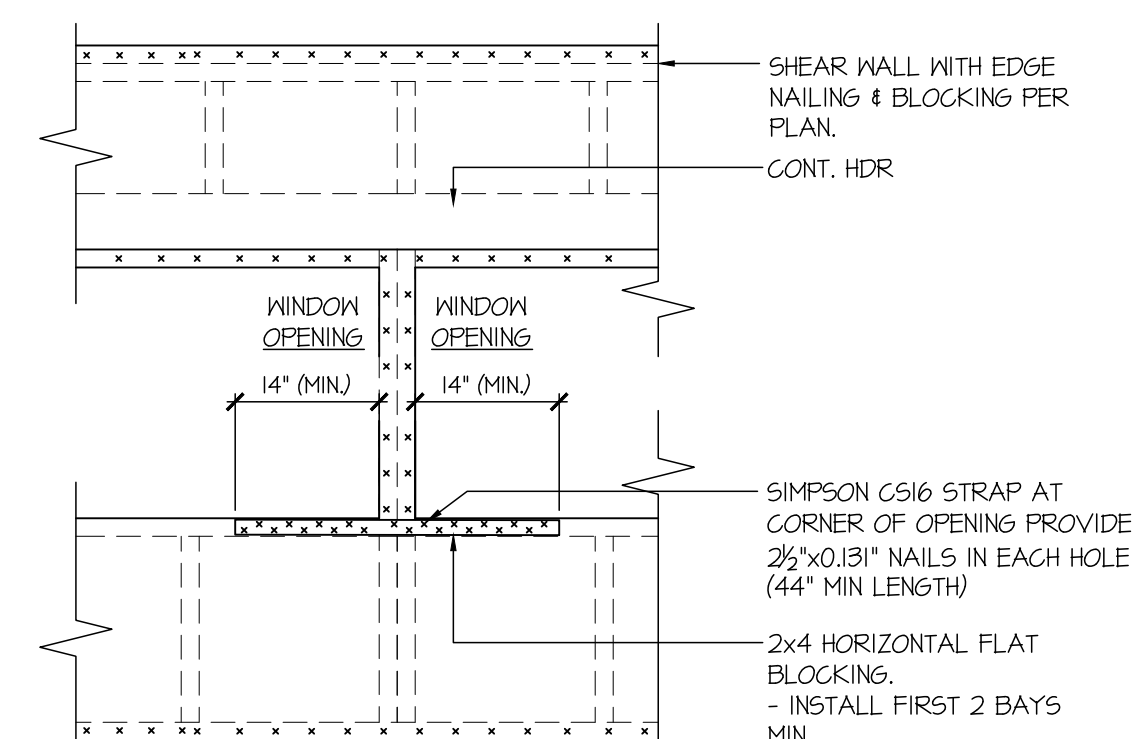 SHEAR WALL WITH EDGE
NAILING & BLOCKING PER
PLAN.
CONT. HDR
WINDOW
OPENING
WINDOW
OPENING
14" (MIN.)
14" (MIN.)
SIMPSON CS16 STRAP AT
CORNER OF OPENING PROVIDE
2½"x0.131" NAILS IN EACH HOLE
(44" MIN LENGTH)
2x4 HORIZONTAL FLAT
BLOCKING.
- INSTALL FIRST 2 BAYS
MIN